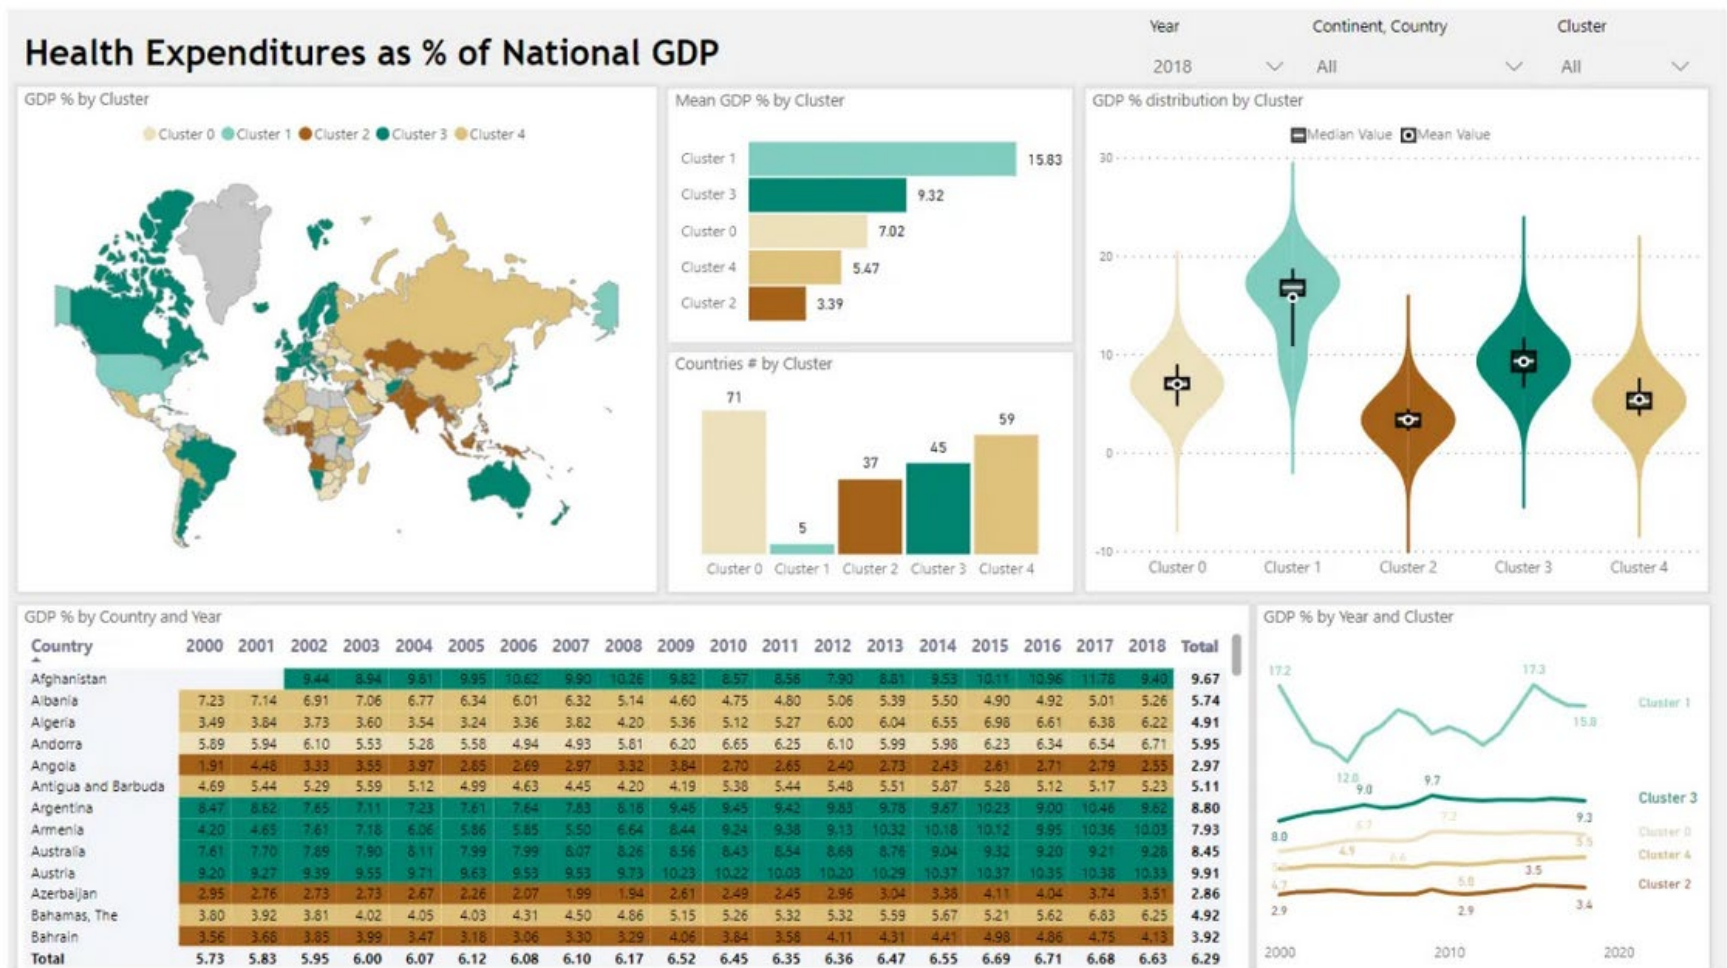 Health Expenditures as % of National GDP
Year
2018
Continent, Country
All
Cluster
All
GDP % by Cluster
Cluster 0 Cluster 1 Cluster 2 Cluster 3 Cluster 4
Mean GDP % by Cluster
Cluster 1 15.83
Cluster 3 9.32
Cluster 0 7.02
Cluster 4 5.47
Cluster 2 3.39
Countries # by Cluster
71
5
37
45
59
Cluster 0 Cluster 1 Cluster 2 Cluster 3 Cluster 4
GDP % distribution by Cluster
Median Value Mean Value
30
20
10
0
-10
Cluster 0 Cluster 1 Cluster 2 Cluster 3 Cluster 4
GDP % by Country and Year
Country 2000 2001 2002 2003 2004 2005 2006 2007 2008 2009 2010 2011 2012 2013 2014 2015 2016 2017 2018 Total
Afghanistan 9.44 8.94 9.81 9.95 10.62 9.90 10.26 9.82 8.57 8.56 7.90 8.81 9.53 10.11 10.96 11.78 9.40 9.67
Albania 7.23 7.14 6.91 7.06 6.77 6.34 6.01 6.32 5.14 4.60 4.75 4.80 5.06 5.39 5.50 4.90 4.92 5.01 5.26 5.74
Algeria 3.49 3.84 3.73 3.60 3.54 3.24 3.36 3.82 4.20 5.36 5.12 5.27 6.00 6.04 6.55 6.98 6.61 6.38 6.22 4.91
Andorra 5.89 5.94 6.10 5.53 5.28 5.58 4.94 4.93 5.81 6.20 6.65 6.25 6.10 5.99 5.98 6.23 6.34 6.54 6.71 5.95
Angola 1.91 4.48 3.33 3.55 3.97 2.85 2.69 2.97 3.32 3.84 2.70 2.65 2.40 2.73 2.43 2.61 2.71 2.79 2.55 2.97
Antigua and Barbuda 4.69 5.44 5.29 5.59 5.12 4.99 4.63 4.45 4.20 4.19 5.38 5.44 5.48 5.51 5.87 5.28 5.12 5.17 5.23 5.11
Argentina 8.47 8.62 7.65 7.11 7.23 7.61 7.64 7.83 8.18 9.46 9.45 9.42 9.83 9.78 9.67 10.23 9.00 10.46 9.62 8.80
Armenia 4.20 4.65 7.61 7.18 6.06 5.86 5.85 5.50 6.64 8.44 9.24 9.38 9.13 10.32 10.18 10.12 9.95 10.36 10.03 7.93
Australia 7.61 7.70 7.89 7.90 8.11 7.99 7.99 8.07 8.26 8.56 8.43 8.54 8.68 8.76 9.04 9.32 9.20 9.21 9.28 8.45
Austria 9.20 9.27 9.39 9.55 9.71 9.63 9.53 9.53 9.73 10.23 10.22 10.03 10.20 10.29 10.37 10.37 10.35 10.38 10.33 9.91
Azerbaijan 2.95 2.76 2.73 2.73 2.67 2.26 2.07 1.99 1.94 2.61 2.49 2.45 2.96 3.04 3.38 4.11 4.04 3.74 3.51 2.86
Bahamas, The 3.80 3.92 3.81 4.02 4.05 4.03 4.31 4.50 4.86 5.15 5.26 5.32 5.32 5.59 5.67 5.21 5.62 6.83 6.25 4.92
Bahrain 3.56 3.68 3.85 3.99 3.47 3.18 3.06 3.30 3.29 4.06 3.84 3.58 4.11 4.31 4.41 4.98 4.86 4.75 4.13 3.92
Total 5.73 5.83 5.95 6.00 6.07 6.12 6.08 6.10 6.17 6.52 6.45 6.35 6.36 6.47 6.55 6.69 6.71 6.68 6.63 6.29
GDP % by Year and Cluster
17.2
17.3
Cluster 1
15.8
12.0
9.0
9.7
Cluster 3
9.3
8.0
6.7
7.2
Cluster 0
5.5
4.9
6.6
Cluster 4
4.7
5.0
3.5
Cluster 2
2.9
2.9
3.4
2000
2010
2020